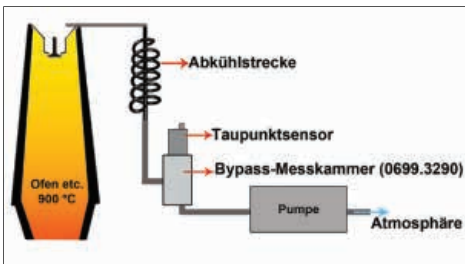 Abkühlstrecke
Taupunktsensor
Bypass-Messkammer (0699.3290)
Ofen etc.
900 °C
Pumpe
Atmosphäre